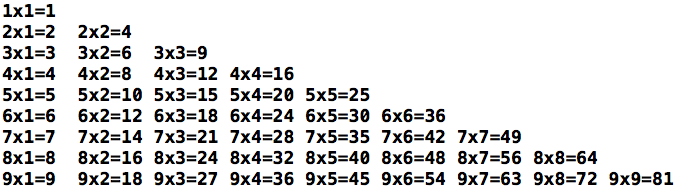 1x1=1
2x1=2  2x2=4
3x1=3  3x2=6  3x3=9
4x1=4  4x2=8  4x3=12 4x4=16
5x1=5  5x2=10 5x3=15 5x4=20 5x5=25
6x1=6  6x2=12 6x3=18 6x4=24 6x5=30 6x6=36
7x1=7  7x2=14 7x3=21 7x4=28 7x5=35 7x6=42 7x7=49
8x1=8  8x2=16 8x3=24 8x4=32 8x5=40 8x6=48 8x7=56 8x8=64
9x1=9  9x2=18 9x3=27 9x4=36 9x5=45 9x6=54 9x7=63 9x8=72 9x9=81